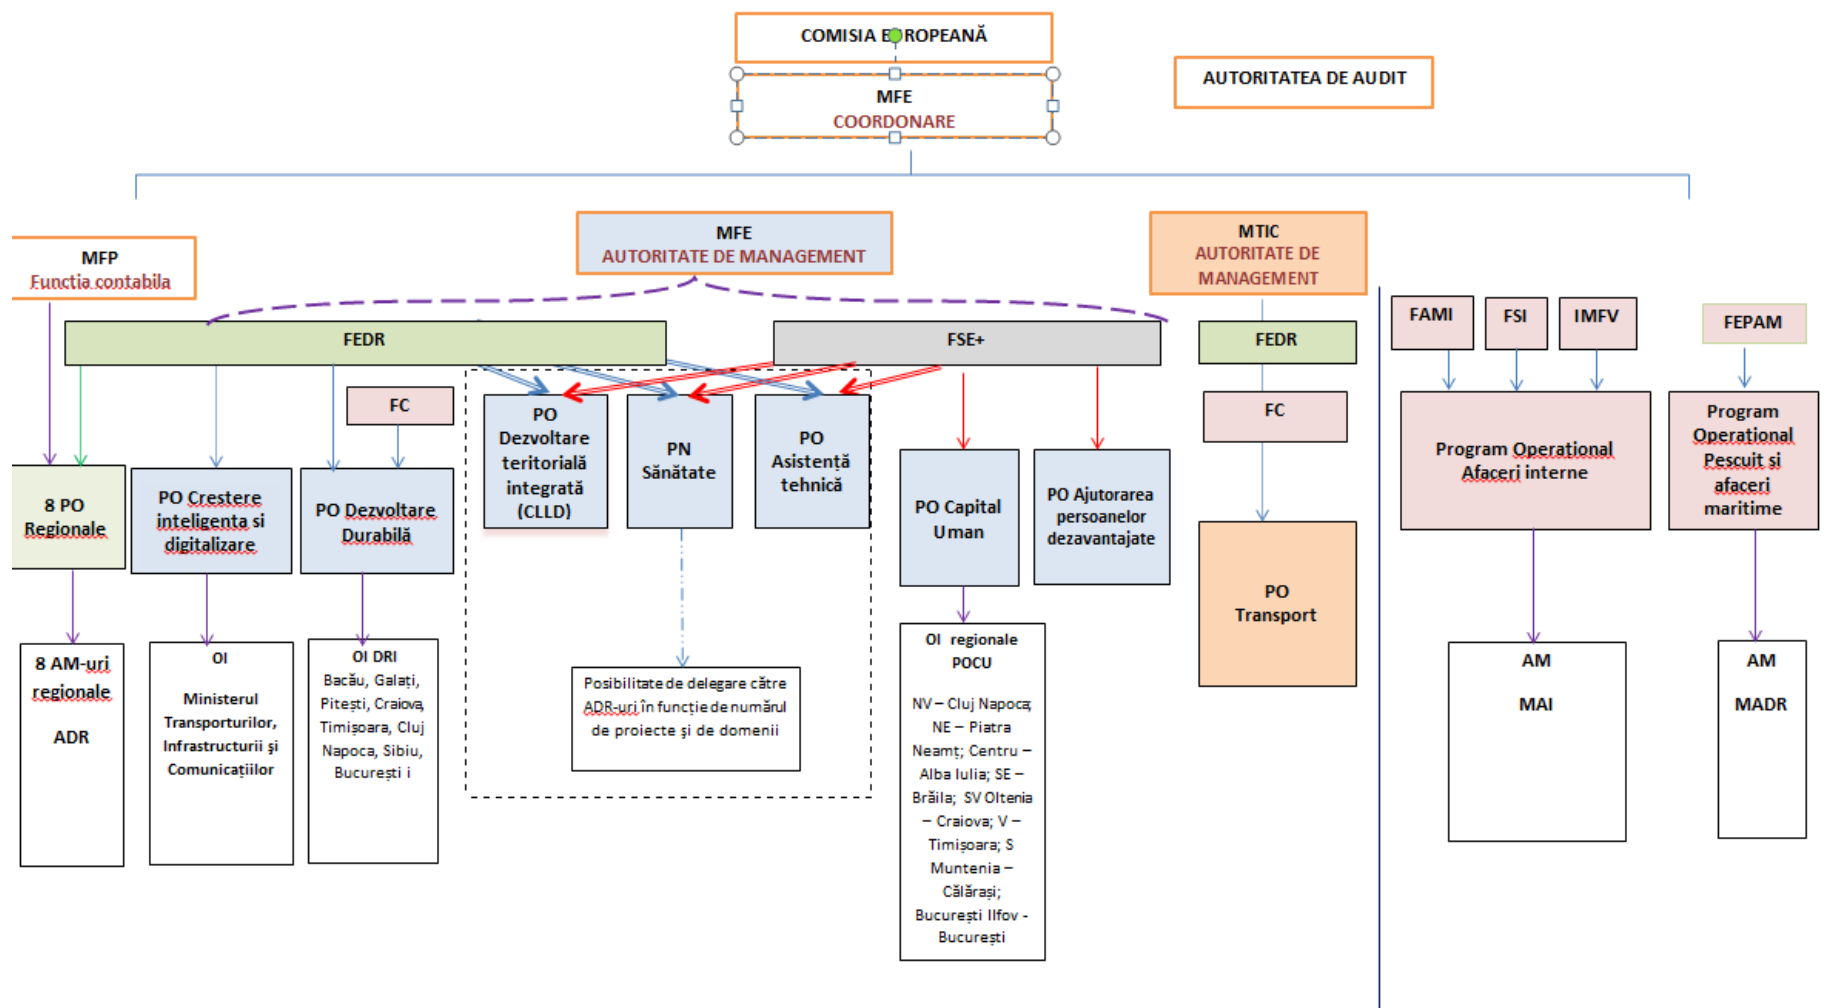 COMISIA EUROPEANĂ
MFE
COORDONARE
AUTORITATEA DE AUDIT
MFP
Functia contabila
MFE
AUTORITATE DE MANAGEMENT
MTIC
AUTORITATE DE
MANAGEMENT
FEDR
FSE+
FEDR
FAMI
FSI
IMFV
FEPAM
FC
FC
8 PO
Regionale
PO Crestere
inteligenta si
digitalizare
PO Dezvoltare
Durabilă
PO
Dezvoltare
teritorială
integrată
(CLLD)
PN
Sănătate
PO
Asistență
tehnică
PO Capital
Uman
PO Ajutorarea
persoanelor
dezavantajate
PO
Transport
Program Operațional
Afaceri interne
Program
Operațional
Pescuit și
afaceri
maritime
8 AM-uri
regionale
ADR
OI
Ministerul
Transporturilor,
Infrastructurii şi
Comunicațiilor
OI DRI
Bacău, Galați,
Pitești, Craiova,
Timișoara, Cluj
Napoca, Sibiu,
București i
Posibilitate de delegare către
ADR-uri în funcție de numărul
de proiecte și de domenii
OI regionale
POCU
NV – Cluj Napoca;
NE – Piatra
Neamț; Centru –
Alba Iulia; SE –
Brăila; SV Oltenia
– Craiova; V –
Timișoara; S
Muntenia –
Călărași;
București Ilfov -
București
AM
MAI
AM
MADR